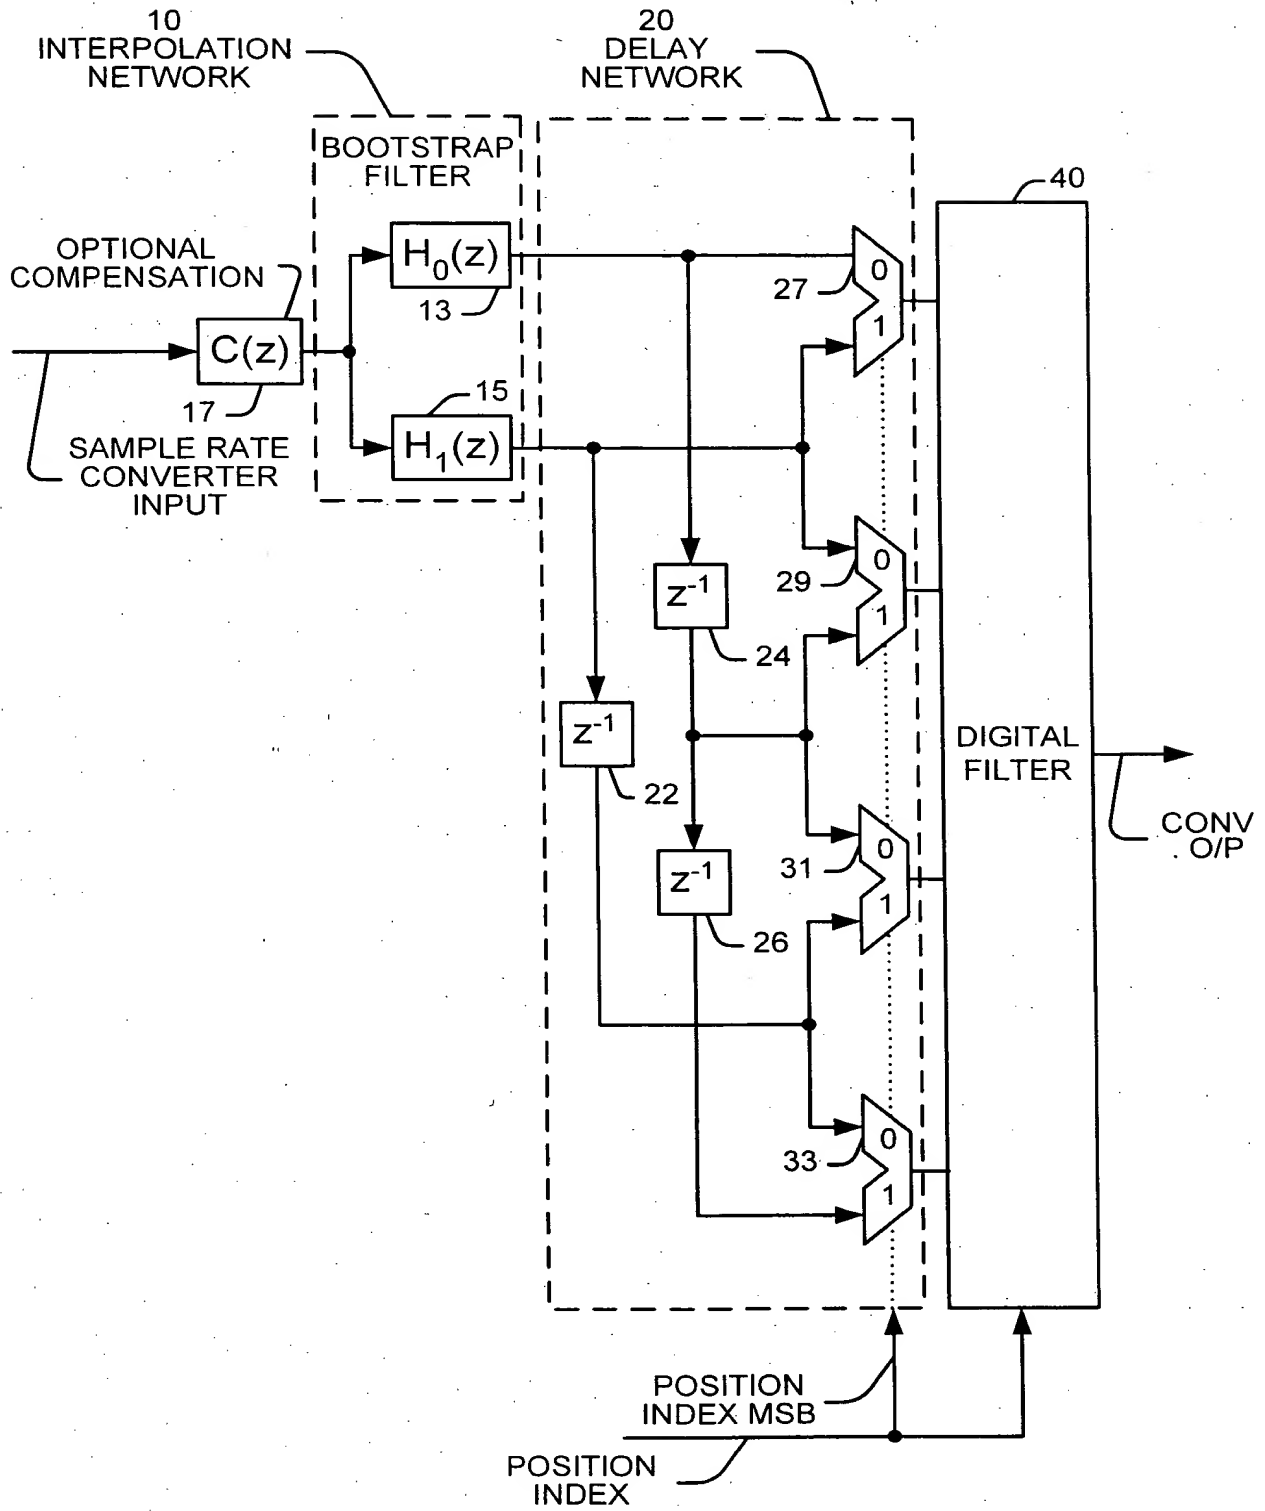 10
INTERPOLATION
NETWORK
20
DELAY
NETWORK
BOOTSTRAP
FILTER
40
OPTIONAL
COMPENSATION
H₀(z)
13
27
0
1
C(z)
17
15
H₁(z)
SAMPLE RATE
CONVERTER
INPUT
29
0
1
z⁻¹
24
z⁻¹
22
DIGITAL
FILTER
CONV
O/P
31
0
1
z⁻¹
26
33
0
1
POSITION
INDEX MSB
POSITION
INDEX